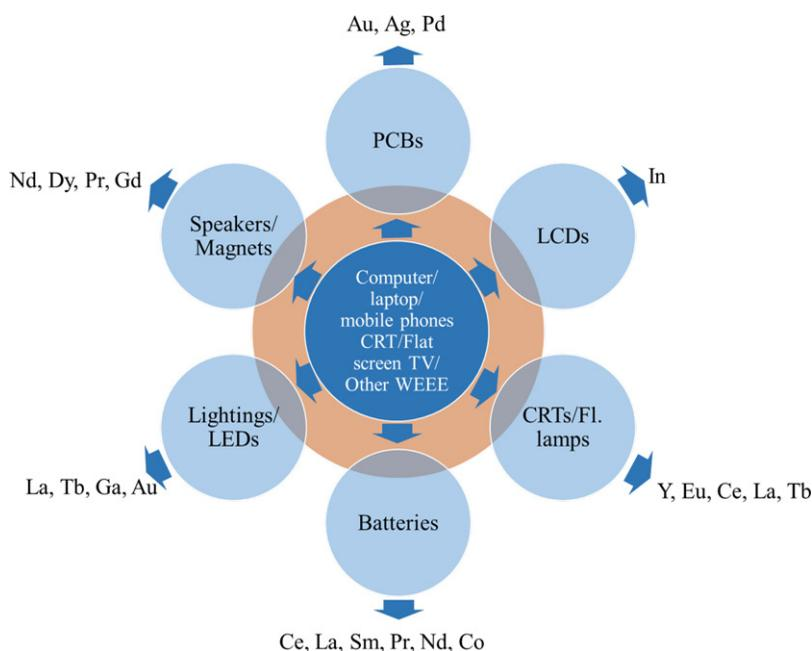 Au, Ag, Pd
PCBs
Nd, Dy, Pr, Gd
Speakers/
Magnets
In
LCDs
Computer/
laptop/
mobile phones
CRT/Flat
screen TV/
Other WEEE
Lightings/
LEDs
La, Tb, Ga, Au
CRTs/Fl.
lamps
Y, Eu, Ce, La, Tb
Batteries
Ce, La, Sm, Pr, Nd, Co